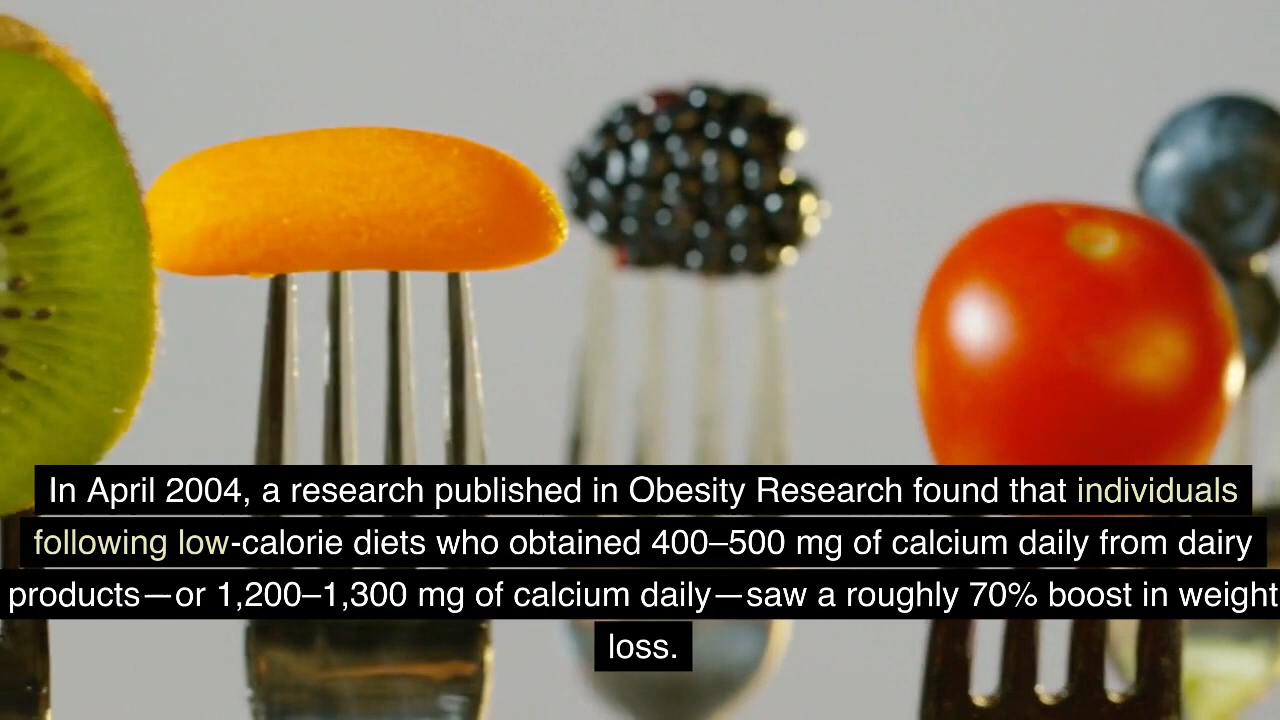 In April 2004, a research published in Obesity Research found that individuals
following low-calorie diets who obtained 400–500 mg of calcium daily from dairy
products—or 1,200–1,300 mg of calcium daily—saw a roughly 70% boost in weight
loss.